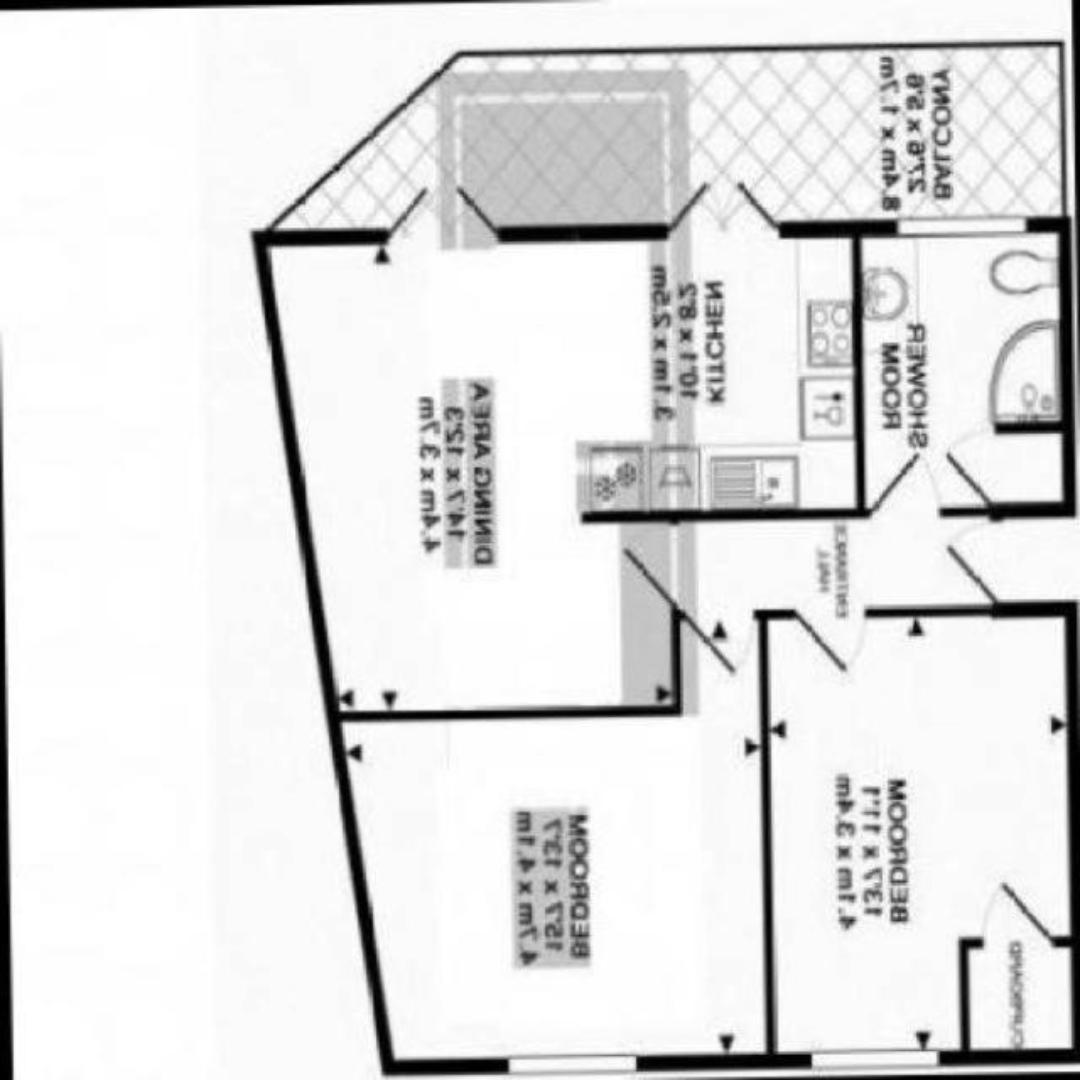 BALCONY
27'6 x 5'6
8.4m x 1.7m
KITCHEN
10'1 x 8'2
3.1m x 2.5m
SHOWER
ROOM
DINING AREA
14'7 x 12'3
4.4m x 3.7m
ENTRANCE
HALL
BEDROOM
15'7 x 13'7
4.7m x 4.1m
BEDROOM
13'7 x 11'1
4.1m x 3.4m
CUPBOARD